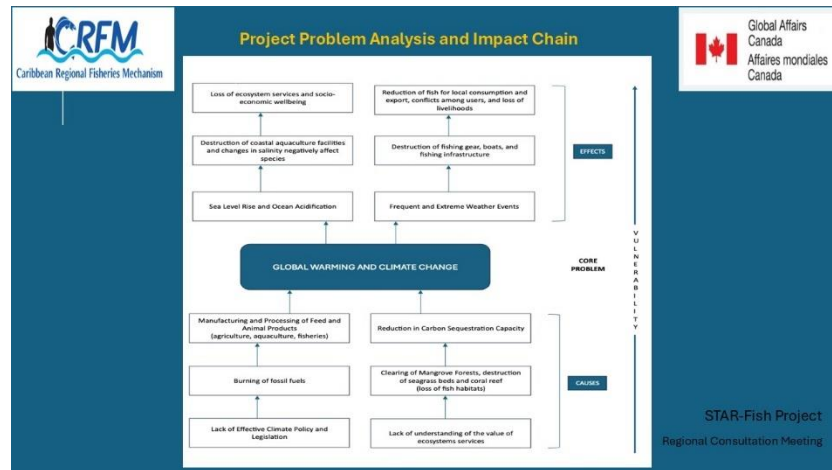 CRFM
Caribbean Regional Fisheries Mechanism
Project Problem Analysis and Impact Chain
Global Affairs
Canada
Affaires mondiales
Canada
Loss of ecosystem services and socio-
economic wellbeing
Reduction of fish for local consumption and
export, conflicts among users, and loss of
livelihoods
Destruction of coastal aquaculture facilities
and changes in salinity negatively affect
species
Destruction of fishing gear, boats, and
fishing infrastructure
EFFECTS
Sea Level Rise and Ocean Acidification
Frequent and Extreme Weather Events
GLOBAL WARMING AND CLIMATE CHANGE
CORE
PROBLEM
VULNERABILITY
Manufacturing and Processing of Feed and
Animal Products
(agriculture, aquaculture, fisheries)
Reduction in Carbon Sequestration Capacity
Burning of fossil fuels
Clearing of Mangrove Forests, destruction
of seagrass beds and coral reef
(loss of fish habitats)
CAUSES
Lack of Effective Climate Policy and
Legislation
Lack of understanding of the value of
ecosystems services
STAR-Fish Project
Regional Consultation Meeting